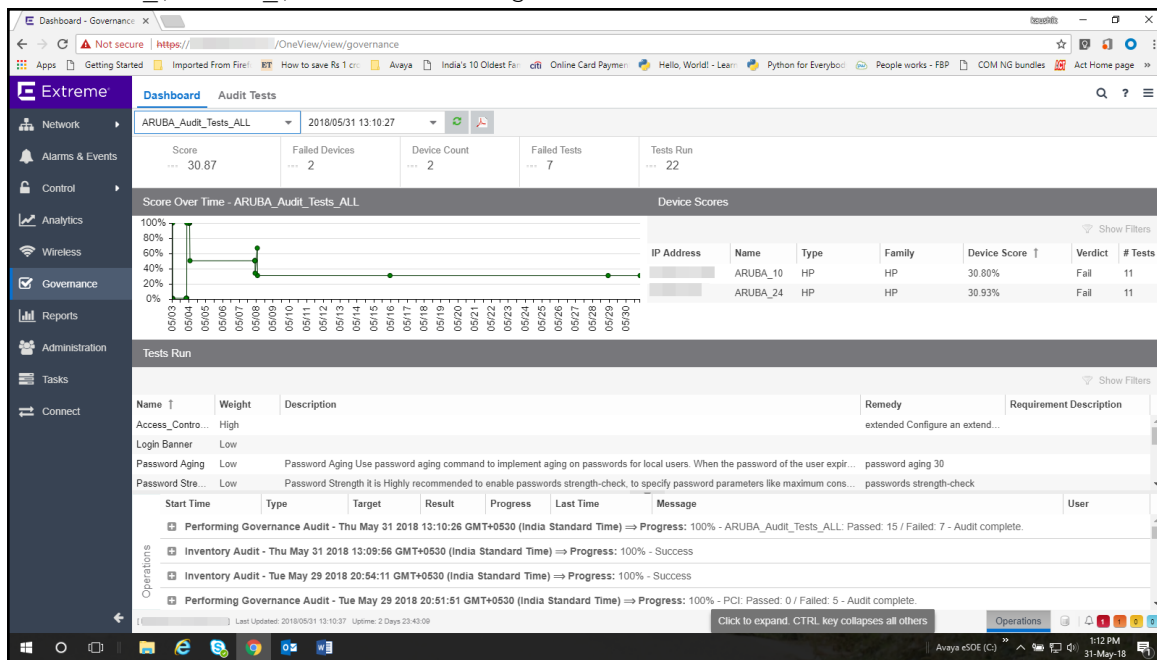 Dashboard - Governance
Not secure | https:// /OneView/view/governance
Apps Getting Started Imported From Firef ET How to save Rs 1 cr Avaya India's 10 Oldest Fan citi Online Card Paymen Hello, World! - Learn Python for Everybod People works - FBP COM NG bundles Act Home page »
Extreme
Dashboard Audit Tests
Network
Alarms & Events
Control
Analytics
Wireless
Governance
Reports
Administration
Tasks
Connect
ARUBA_Audit_Tests_ALL 2018/05/31 13:10:27
Score Failed Devices Device Count Failed Tests Tests Run
--- 30.87 --- 2 --- 2 --- 7 --- 22
Score Over Time - ARUBA_Audit_Tests_ALL
100%
80%
60%
40%
20%
0%
05/03 05/04 05/05 05/06 05/07 05/08 05/09 05/10 05/11 05/12 05/13 05/14 05/15 05/16 05/17 05/18 05/19 05/20 05/21 05/22 05/23 05/24 05/25 05/26 05/27 05/28 05/29 05/30
Device Scores
Show Filters
IP Address Name Type Family Device Score ↑ Verdict # Tests
ARUBA_10 HP HP 30.80% Fail 11
ARUBA_24 HP HP 30.93% Fail 11
Tests Run
Show Filters
Name ↑ Weight Description Remedy Requirement Description
Access_Contro... High extended Configure an extend...
Login Banner Low
Password Aging Low Password Aging Use password aging command to implement aging on passwords for local users. When the password of the user expir... password aging 30
Password Stre... Low Password Strength it is Highly recommended to enable passwords strength-check, to specify password parameters like maximum cons... passwords strength-check
Operations
Start Time Type Target Result Progress Last Time Message User
Performing Governance Audit - Thu May 31 2018 13:10:26 GMT+0530 (India Standard Time) ⇒ Progress: 100% - ARUBA_Audit_Tests_ALL: Passed: 15 / Failed: 7 - Audit complete.
Inventory Audit - Thu May 31 2018 13:09:56 GMT+0530 (India Standard Time) ⇒ Progress: 100% - Success
Inventory Audit - Tue May 29 2018 20:54:11 GMT+0530 (India Standard Time) ⇒ Progress: 100% - Success
Performing Governance Audit - Tue May 29 2018 20:51:51 GMT+0530 (India Standard Time) ⇒ Progress: 100% - PCI: Passed: 0 / Failed: 5 - Audit complete.
[ ] Last Updated: 2018/05/31 13:10:37 Uptime: 2 Days 23:43:09
Click to expand. CTRL key collapses all others
Operations 1 1 0 0
Avaya eSOE (C:) » 1:12 PM
31-May-18